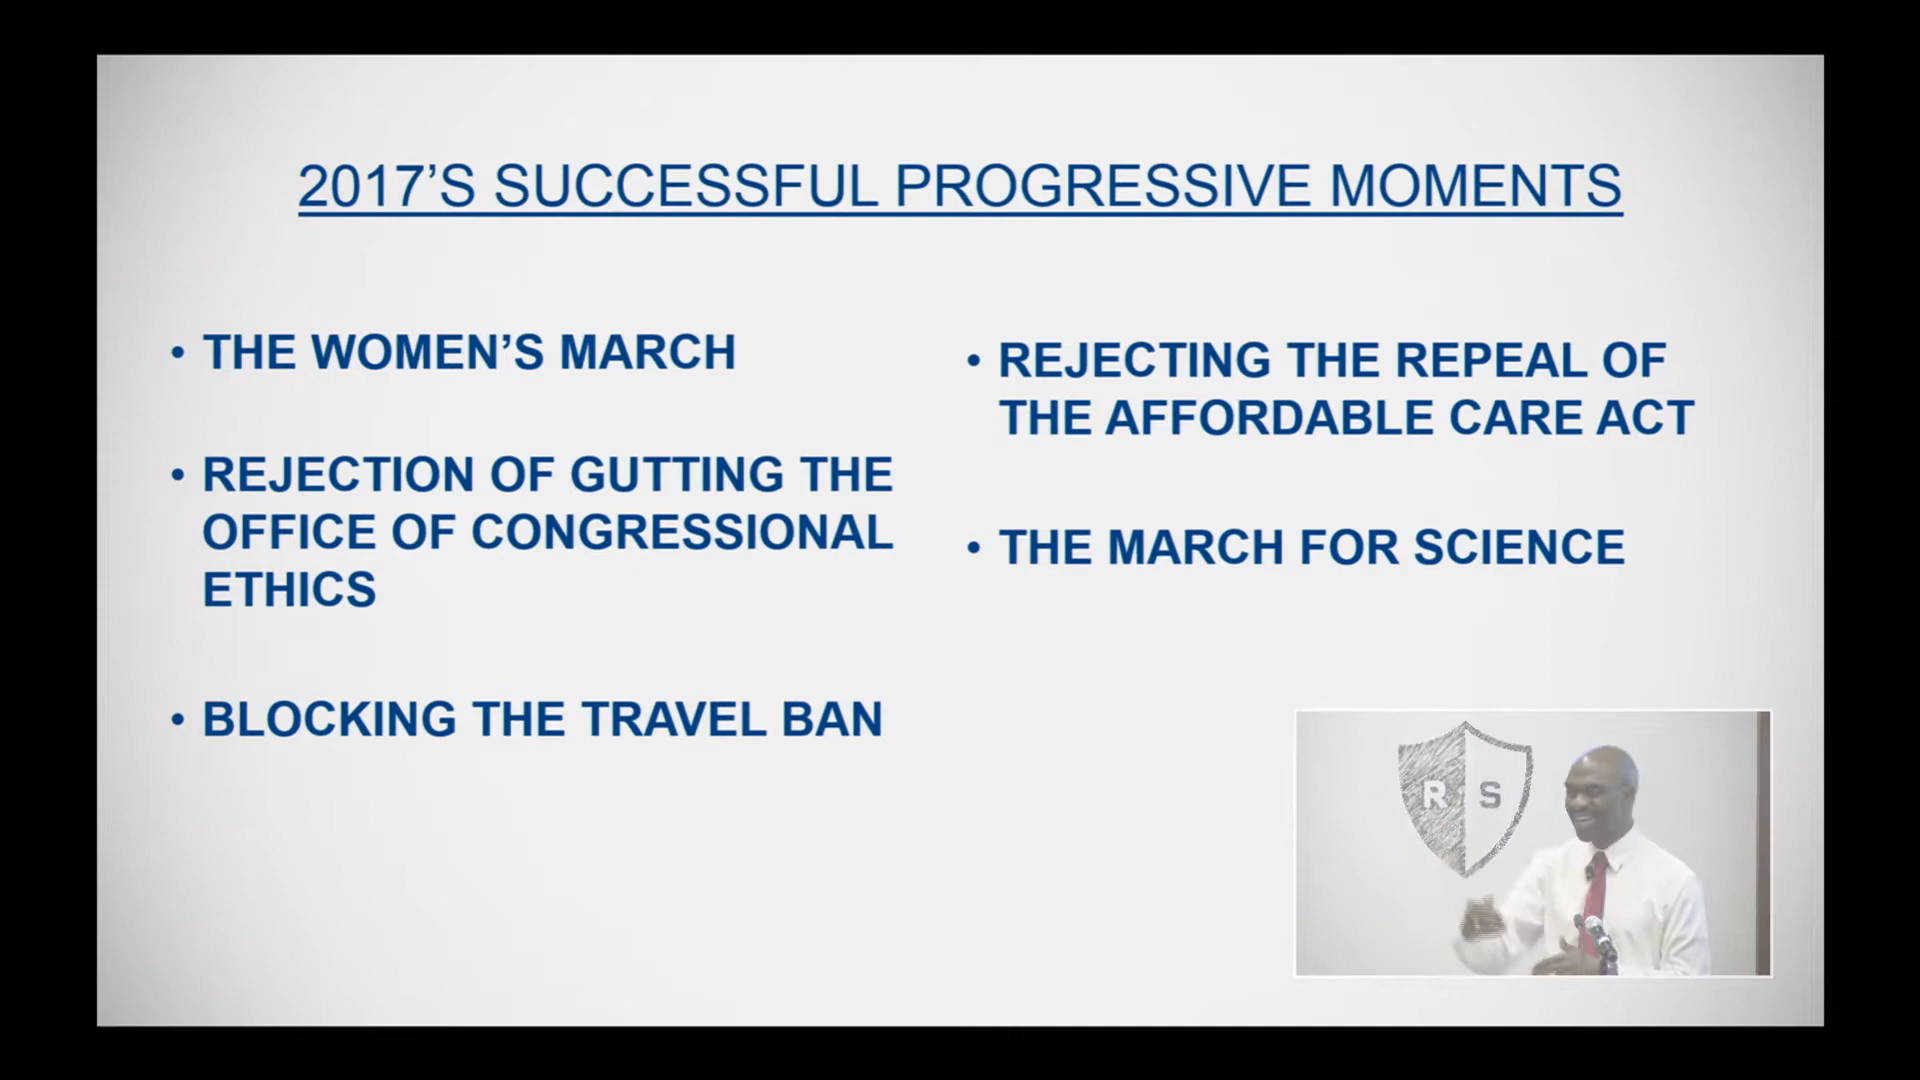 2017’S SUCCESSFUL PROGRESSIVE MOMENTS
• THE WOMEN’S MARCH
• REJECTION OF GUTTING THE
OFFICE OF CONGRESSIONAL
ETHICS
• BLOCKING THE TRAVEL BAN
• REJECTING THE REPEAL OF
THE AFFORDABLE CARE ACT
• THE MARCH FOR SCIENCE
R S